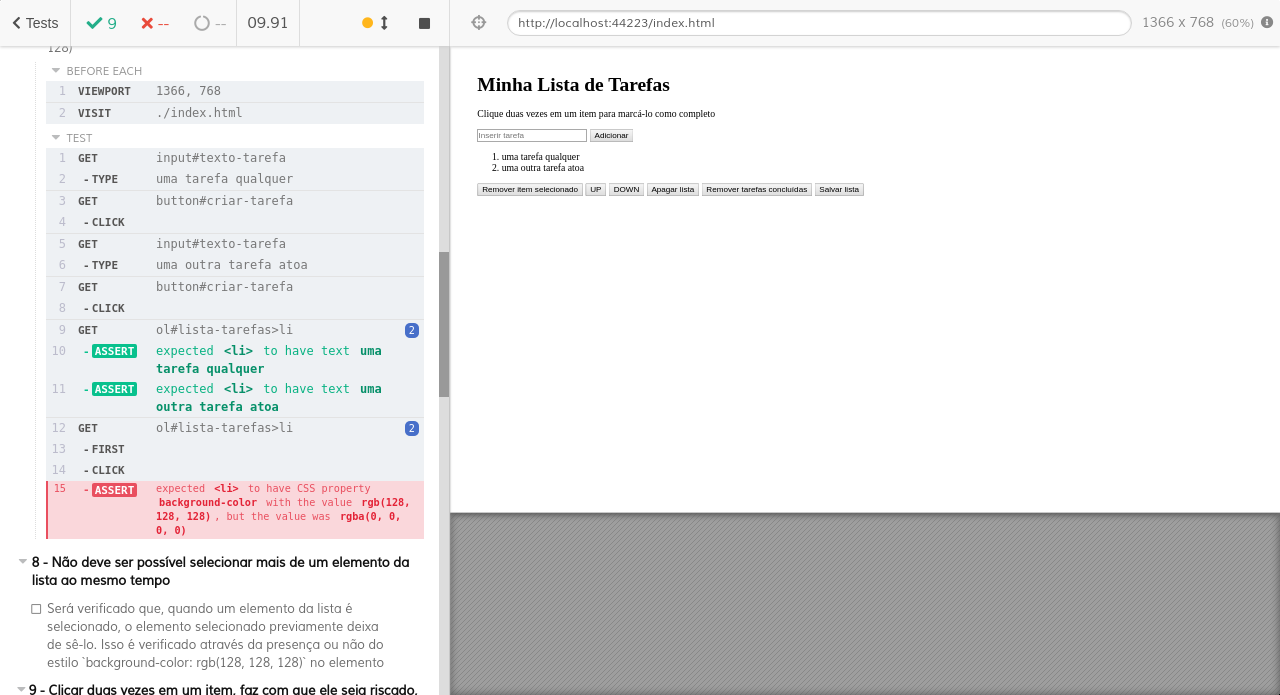 Tests 9 -- -- 09.91
128)
BEFORE EACH
1 VIEWPORT 1366, 768
2 VISIT ./index.html
TEST
1 GET input#texto-tarefa
2 -TYPE uma tarefa qualquer
3 GET button#criar-tarefa
4 -CLICK
5 GET input#texto-tarefa
6 -TYPE uma outra tarefa atoa
7 GET button#criar-tarefa
8 -CLICK
9 GET ol#lista-tarefas>li 2
10 -ASSERT expected <li> to have text uma
tarefa qualquer
11 -ASSERT expected <li> to have text uma
outra tarefa atoa
12 GET ol#lista-tarefas>li 2
13 -FIRST
14 -CLICK
15 -ASSERT expected <li> to have CSS property
background-color with the value rgb(128,
128, 128), but the value was rgba(0, 0,
0, 0)
8 - Não deve ser possível selecionar mais de um elemento da
lista ao mesmo tempo
Será verificado que, quando um elemento da lista é
selecionado, o elemento selecionado previamente deixa
de sê-lo. Isso é verificado através da presença ou não do
estilo `background-color: rgb(128, 128, 128)` no elemento
9 - Clicar duas vezes em um item, faz com que ele seja riscado,
http://localhost:44223/index.html 1366 x 768 (60%)
Minha Lista de Tarefas
Clique duas vezes em um item para marcá-lo como completo
Inserir tarefa Adicionar
1. uma tarefa qualquer
2. uma outra tarefa atoa
Remover item selecionado UP DOWN Apagar lista Remover tarefas concluídas Salvar lista